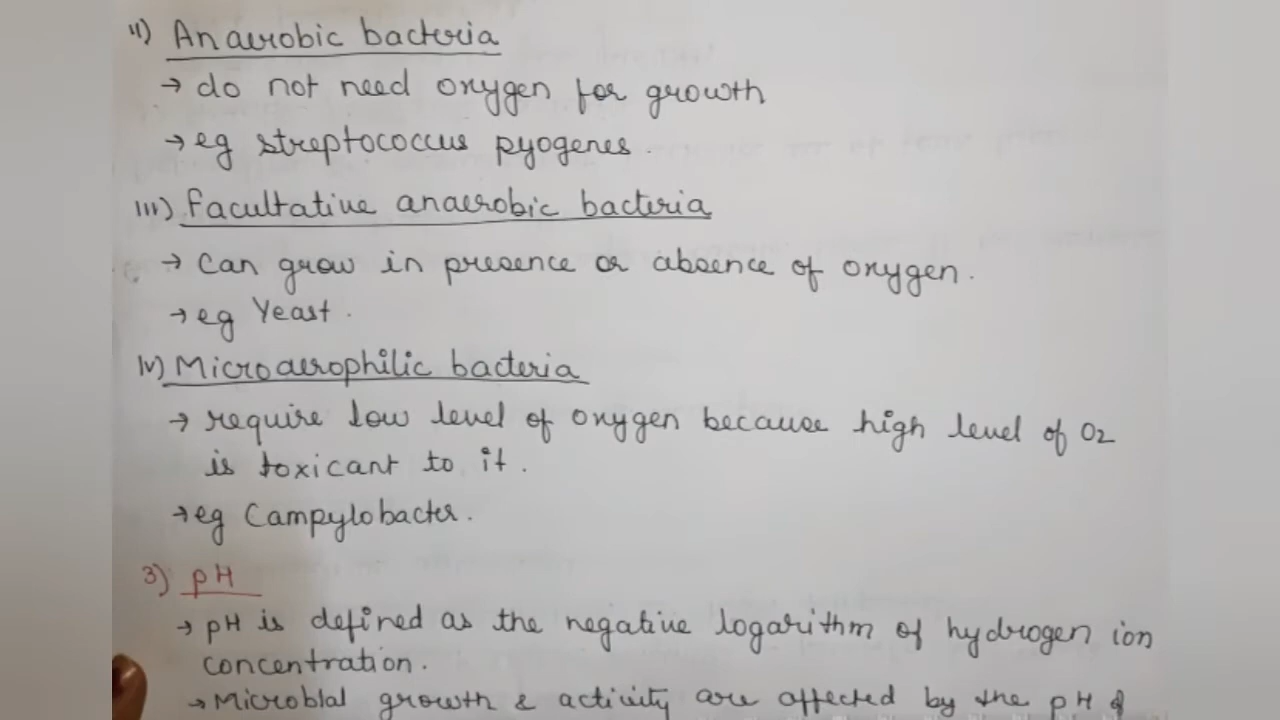 II) Anaerobic bacteria
→ do not need oxygen for growth
→ eg streptococcus pyogenes.
III) Facultative anaerobic bacteria
→ Can grow in presence or absence of oxygen.
→ eg Yeast.
IV) Microaerophilic bacteria
→ require low level of oxygen because high level of O2
is toxicant to it.
→ eg Campylobacter.
3) pH
→ pH is defined as the negative logarithm of hydrogen ion
concentration.
→ Microbial growth & activity are affected by the pH &